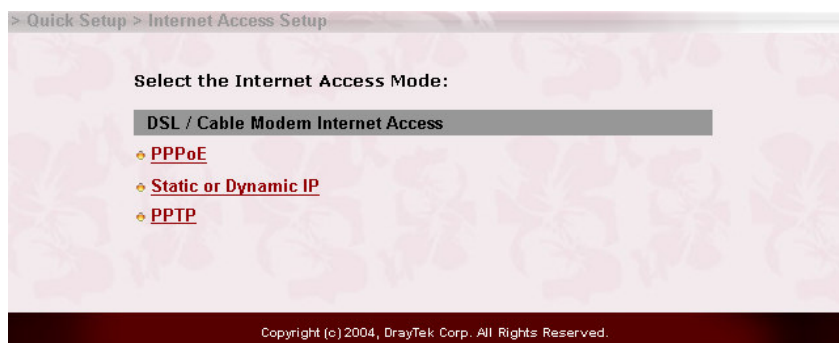 > Quick Setup > Internet Access Setup
Select the Internet Access Mode:
DSL / Cable Modem Internet Access
PPPoE
Static or Dynamic IP
PPTP
Copyright (c) 2004, DrayTek Corp. All Rights Reserved.